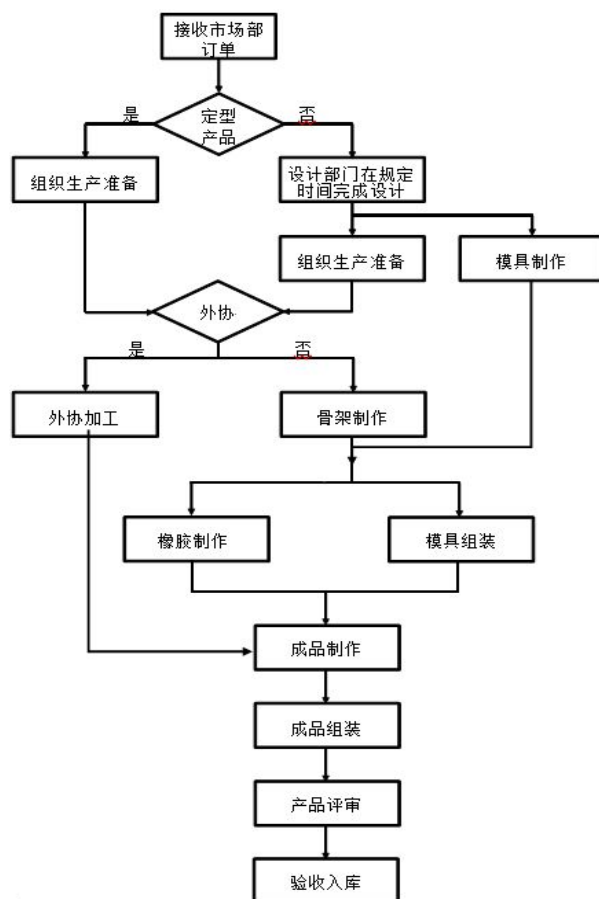 接收市场部
订单
定型
产品
是
否
组织生产准备
设计部门在规定
时间完成设计
组织生产准备
模具制作
外协
是
否
外协加工
骨架制作
橡胶制作
模具组装
成品制作
成品组装
产品评审
验收入库